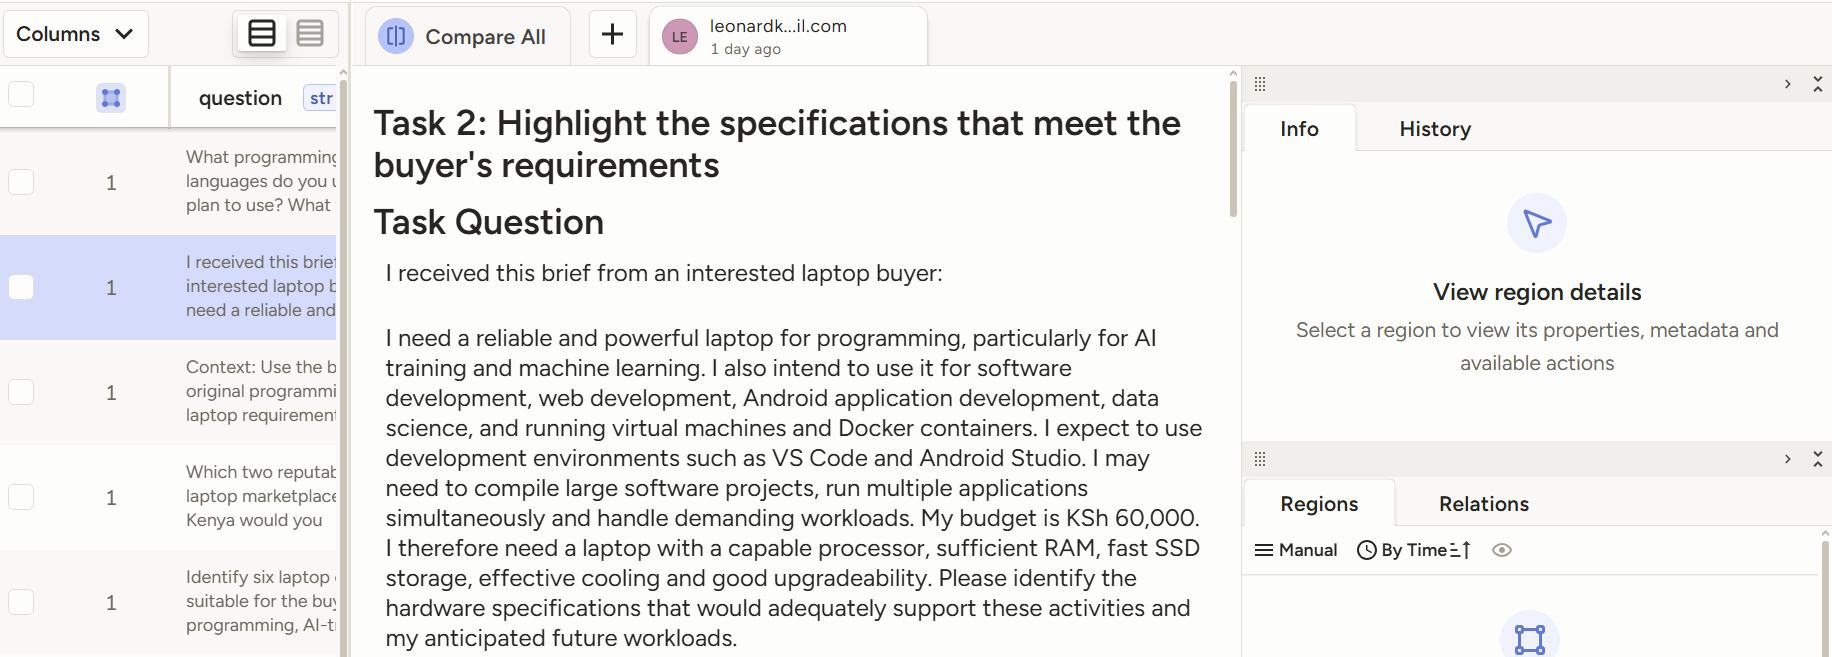 Columns
Compare All
LE
leonardk...il.com
1 day ago
question
str
What programming
languages do you u
plan to use? What
1
I received this brief
interested laptop b
need a reliable and
1
Context: Use the b
original programmi
laptop requirement
1
Which two reputab
laptop marketplace
Kenya would you
1
Identify six laptop
suitable for the buy
programming, AI-tr
1
Task 2: Highlight the specifications that meet the
buyer's requirements
Task Question
I received this brief from an interested laptop buyer:
I need a reliable and powerful laptop for programming, particularly for AI
training and machine learning. I also intend to use it for software
development, web development, Android application development, data
science, and running virtual machines and Docker containers. I expect to use
development environments such as VS Code and Android Studio. I may
need to compile large software projects, run multiple applications
simultaneously and handle demanding workloads. My budget is KSh 60,000.
I therefore need a laptop with a capable processor, sufficient RAM, fast SSD
storage, effective cooling and good upgradeability. Please identify the
hardware specifications that would adequately support these activities and
my anticipated future workloads.
Info
History
View region details
Select a region to view its properties, metadata and
available actions
Regions
Relations
Manual
By Time